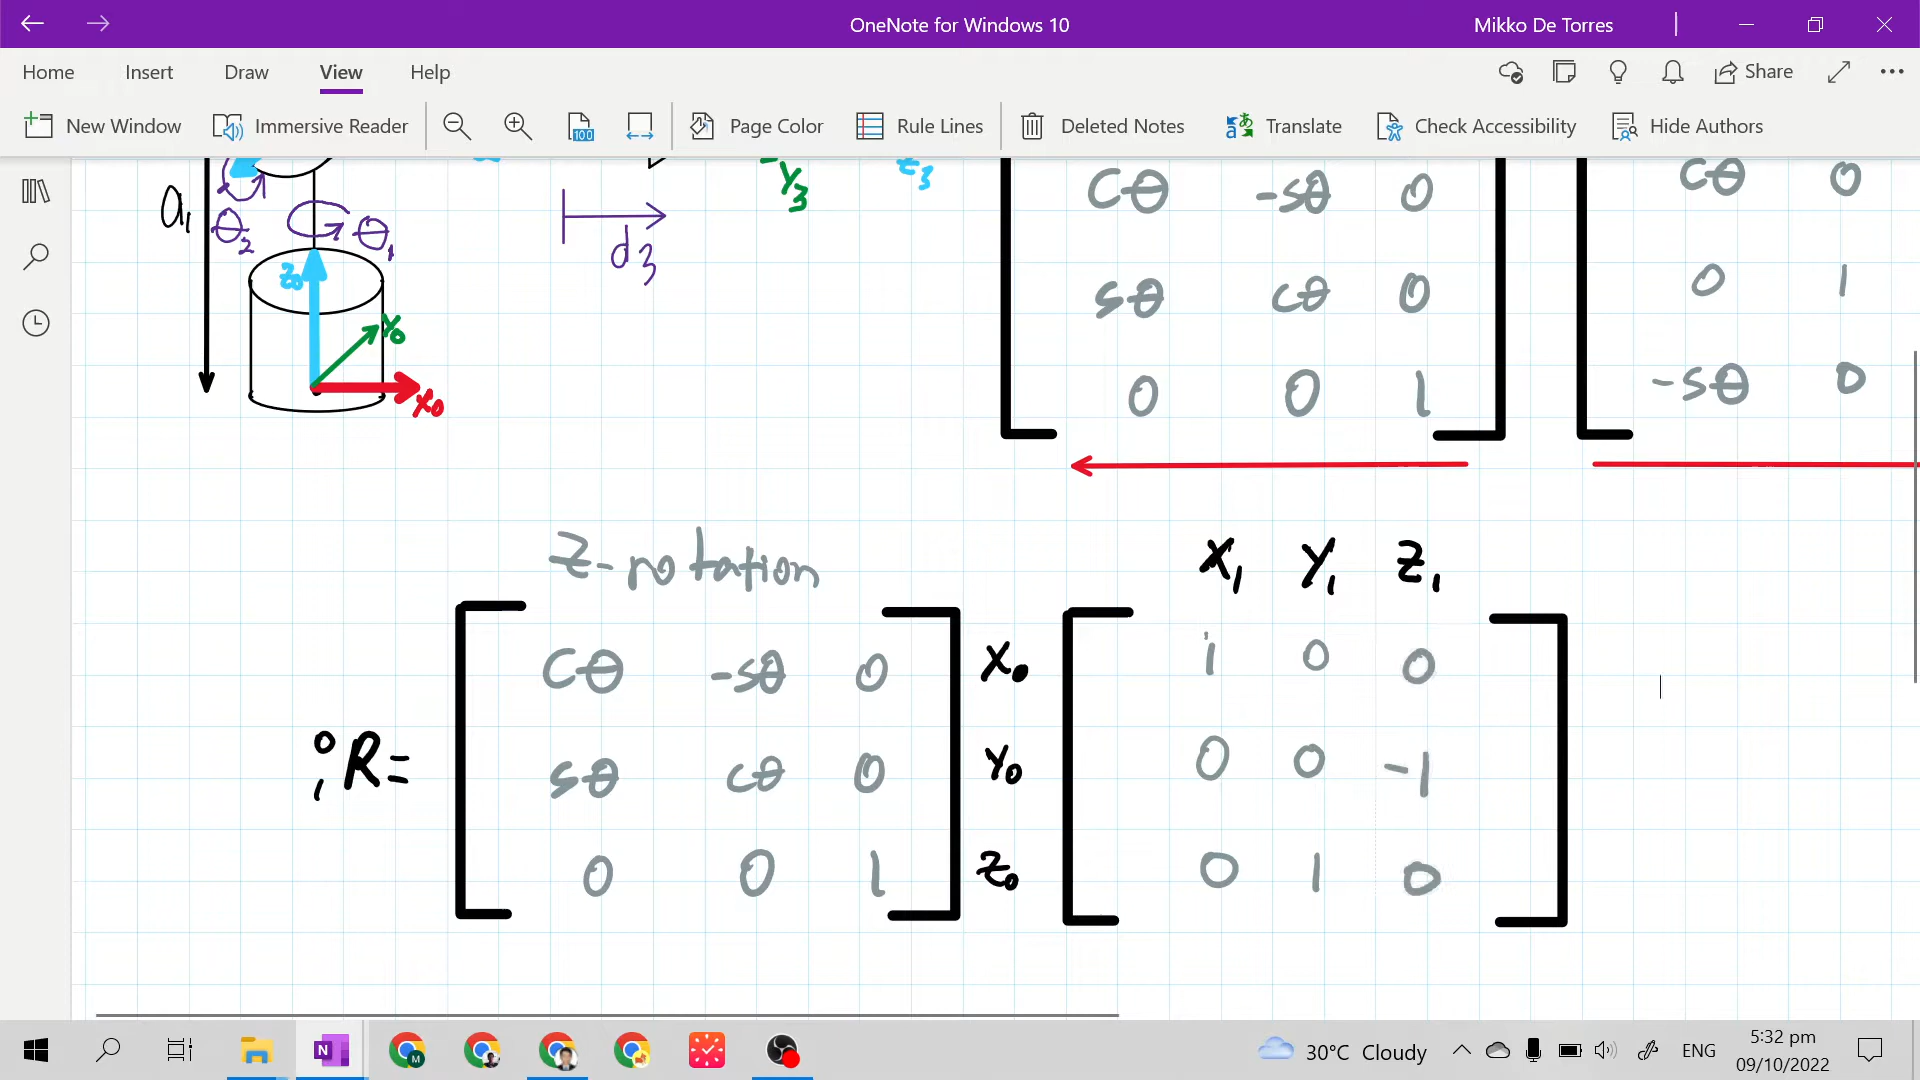 OneNote for Windows 10
Mikko De Torres
Home Insert Draw View Help
Share
New Window Immersive Reader 100 Page Color Rule Lines Deleted Notes Translate Check Accessibility Hide Authors
a₁ θ₂ θ₁ d₃ y₃ z₃
z₀ y₀ x₀
Cθ -sθ 0
sθ cθ 0
0 0 1
cθ 0
0 1
-sθ 0
Z-rotation
X₁ Y₁ Z₁
⁰₁R=
Cθ -sθ 0
sθ cθ 0
0 0 1
X₀ 1 0 0
Y₀ 0 0 -1
Z₀ 0 1 0
30°C Cloudy
ENG
5:32 pm
09/10/2022